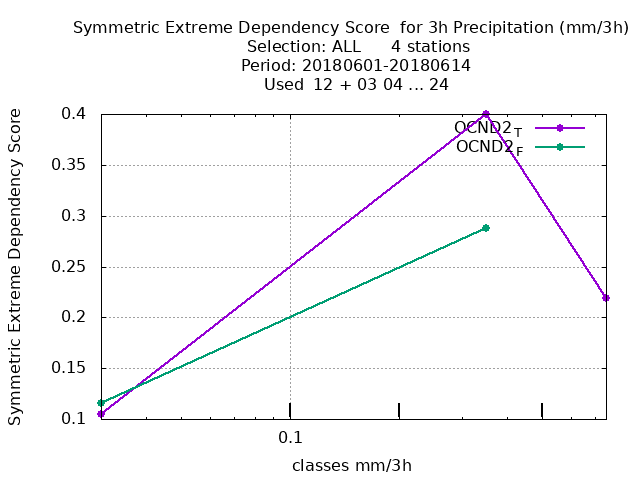 Symmetric Extreme Dependency Score  for 3h Precipitation (mm/3h)
Selection: ALL      4 stations
Period: 20180601-20180614
Used  12 + 03 04 ... 24
Symmetric Extreme Dependency Score
0.4
0.35
0.3
0.25
0.2
0.15
0.1
OCND2T
OCND2F
0.1
classes mm/3h